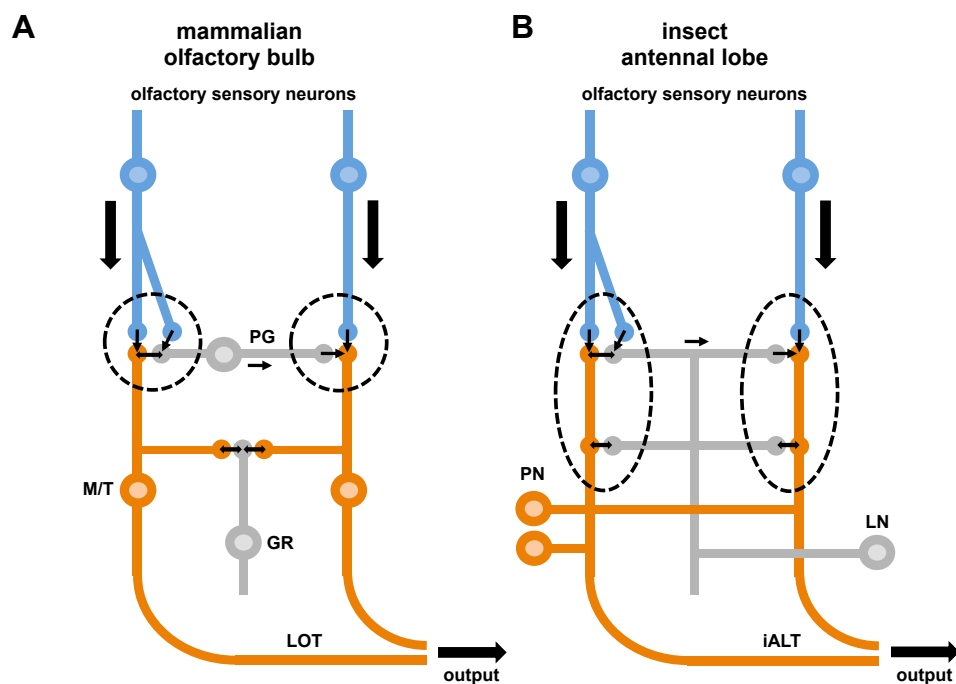 A
mammalian
olfactory bulb
olfactory sensory neurons
PG
M/T
GR
LOT
output
B
insect
antennal lobe
olfactory sensory neurons
PN
LN
iALT
output